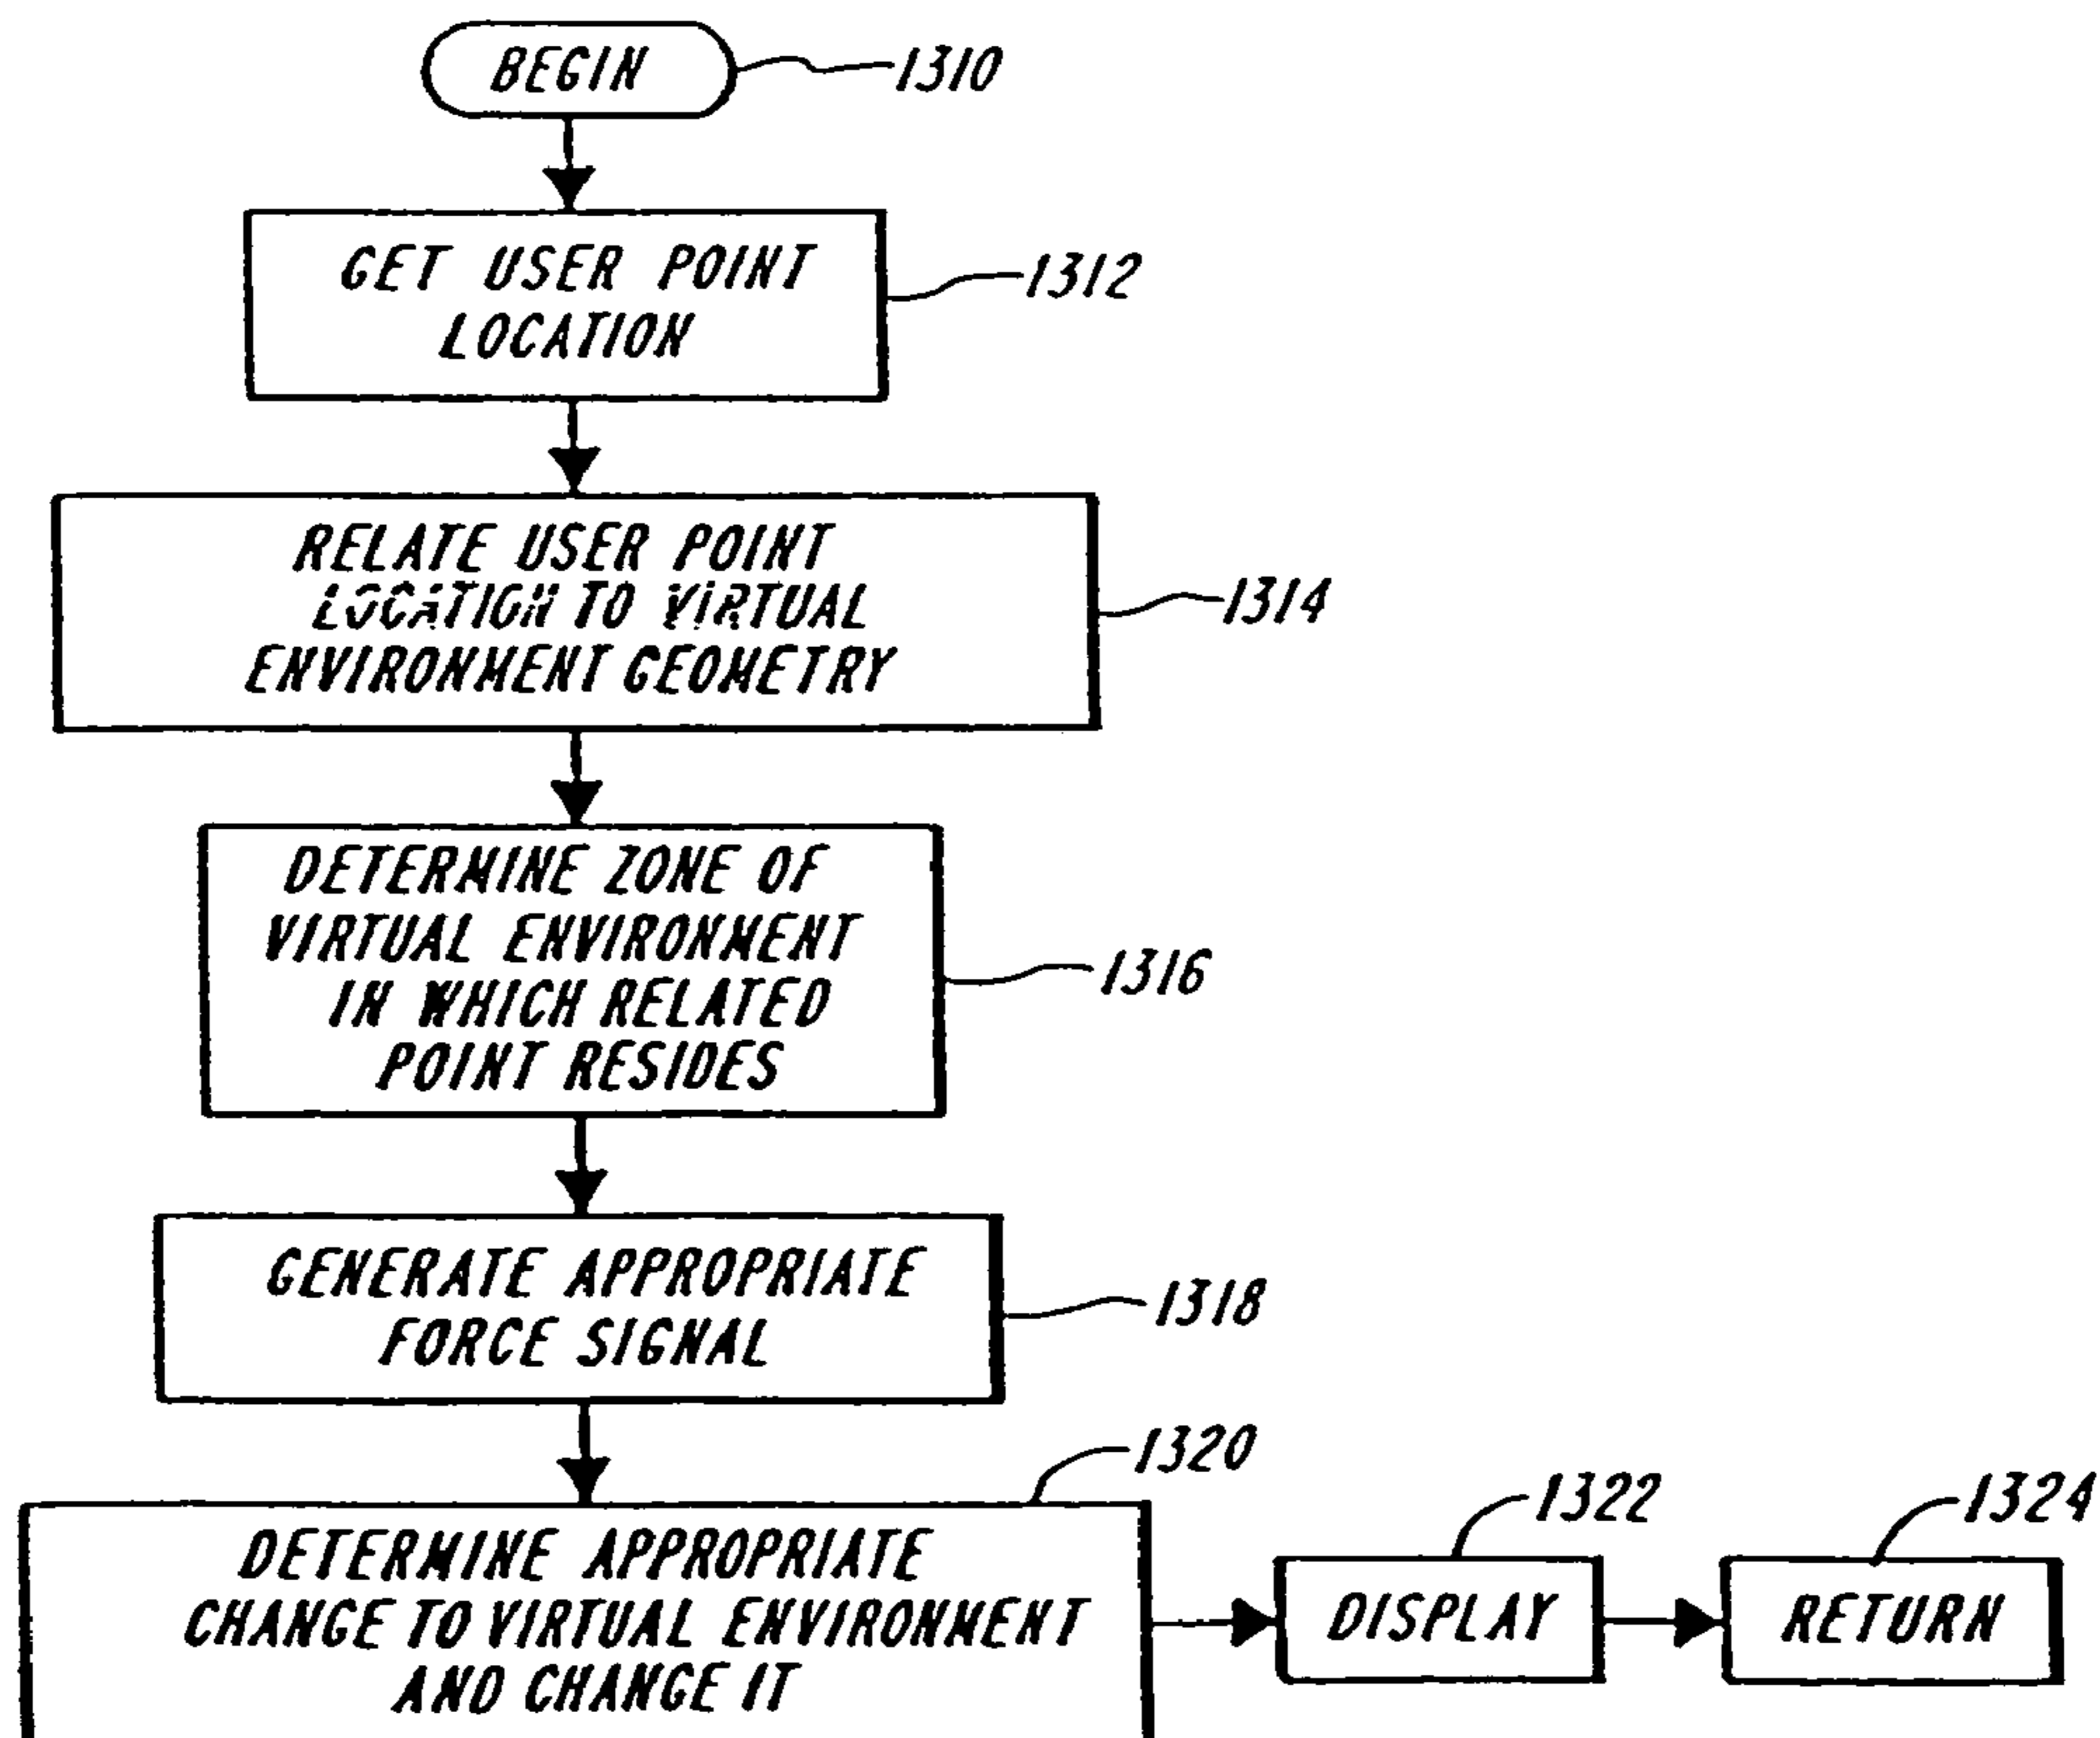 BEGIN
1310
GET USER POINT
LOCATION
1312
RELATE USER POINT
LOCATION TO VIRTUAL
ENVIRONMENT GEOMETRY
1314
DETERMINE ZONE OF
VIRTUAL ENVIRONMENT
IN WHICH RELATED
POINT RESIDES
1316
GENERATE APPROPRIATE
FORCE SIGNAL
1318
DETERMINE APPROPRIATE
CHANGE TO VIRTUAL ENVIRONMENT
AND CHANGE IT
1320
DISPLAY
1322
RETURN
1324